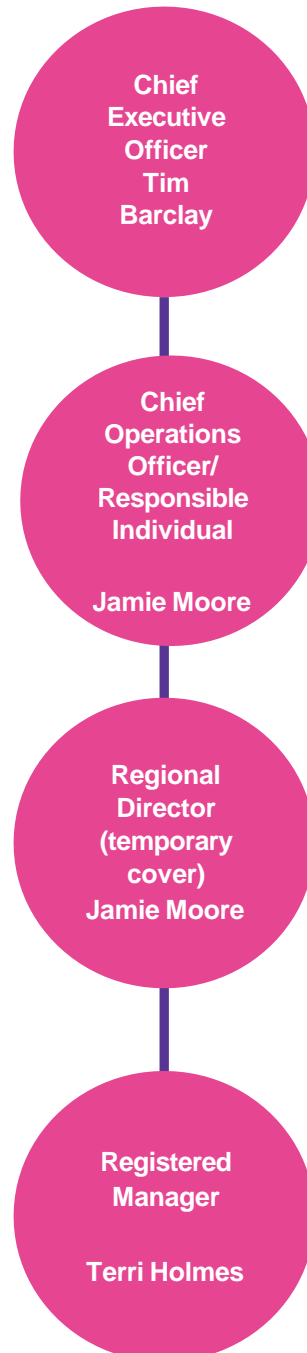 Chief
Executive
Officer
Tim
Barclay
Chief
Operations
Officer/
Responsible
Individual
Jamie Moore
Regional
Director
(temporary
cover)
Jamie Moore
Registered
Manager
Terri Holmes